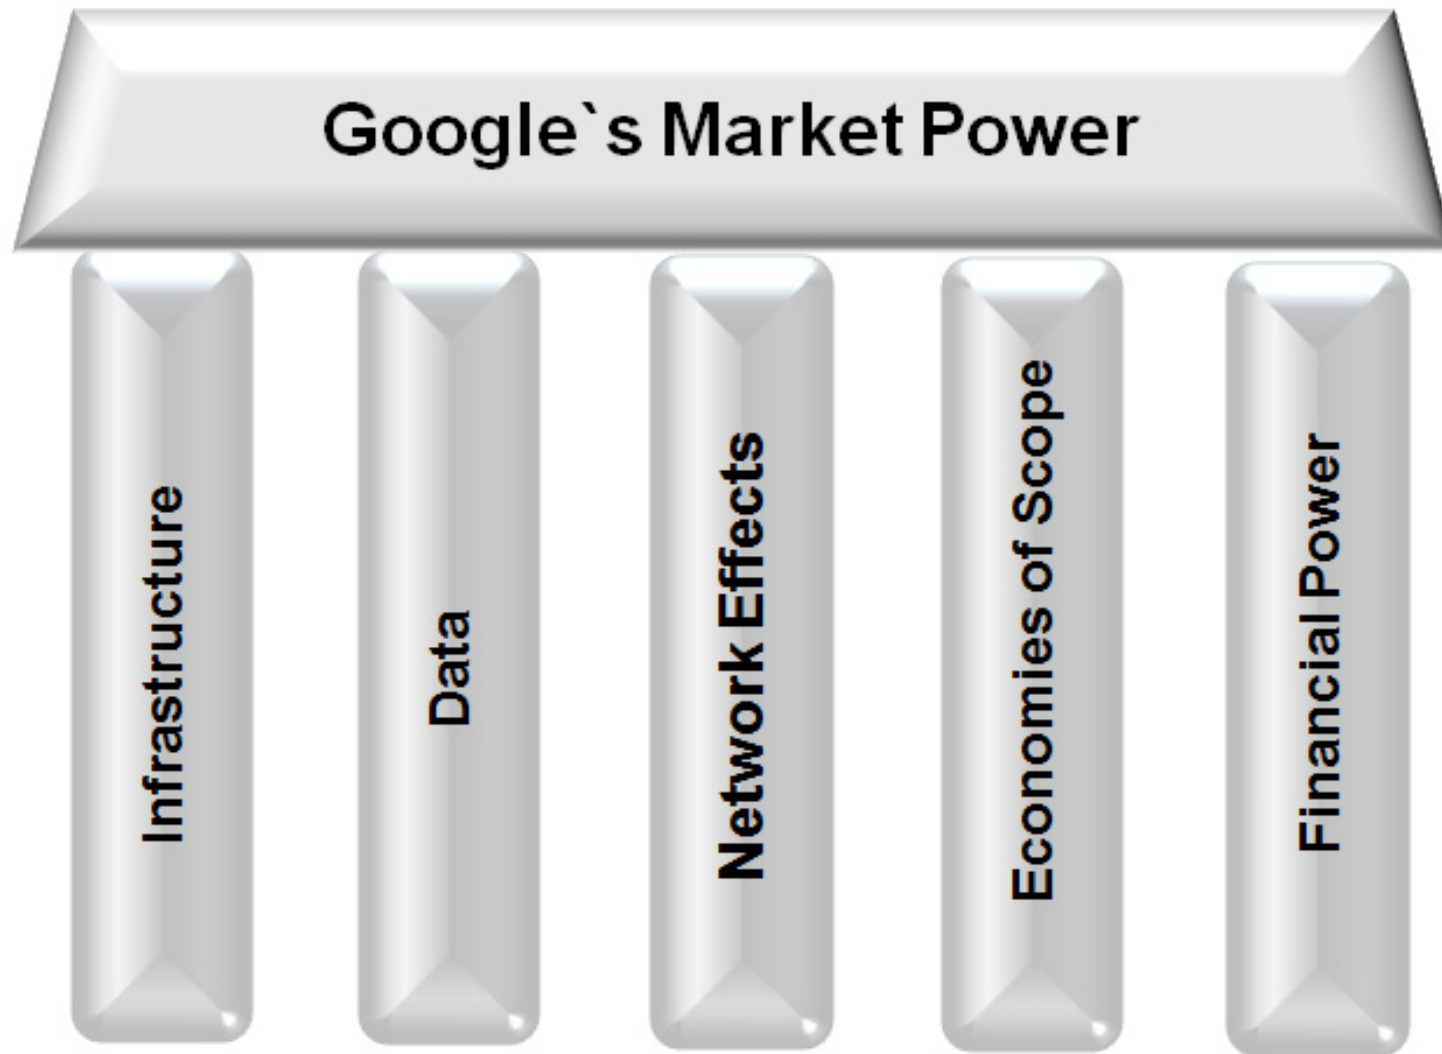 Google`s Market Power
Infrastructure
Data
Network Effects
Economies of Scope
Financial Power